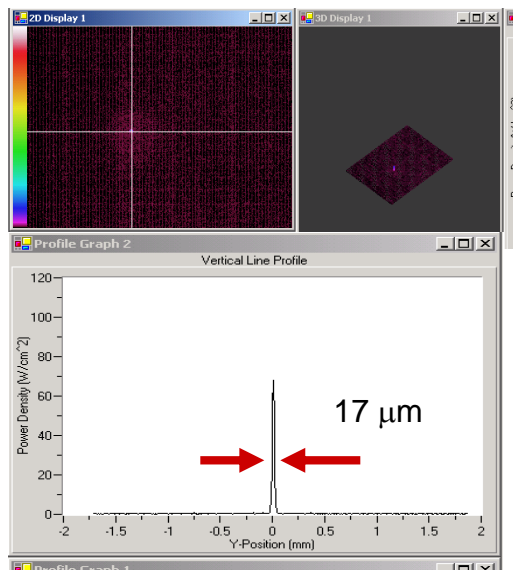 2D Display 1
3D Display 1
Profile Graph 2
Vertical Line Profile
Power Density (W/cm^2)
120
100
80
60
40
20
0
17 μm
-2 -1.5 -1 -0.5 0 0.5 1 1.5 2
Y-Position (mm)
Profile Graph 1